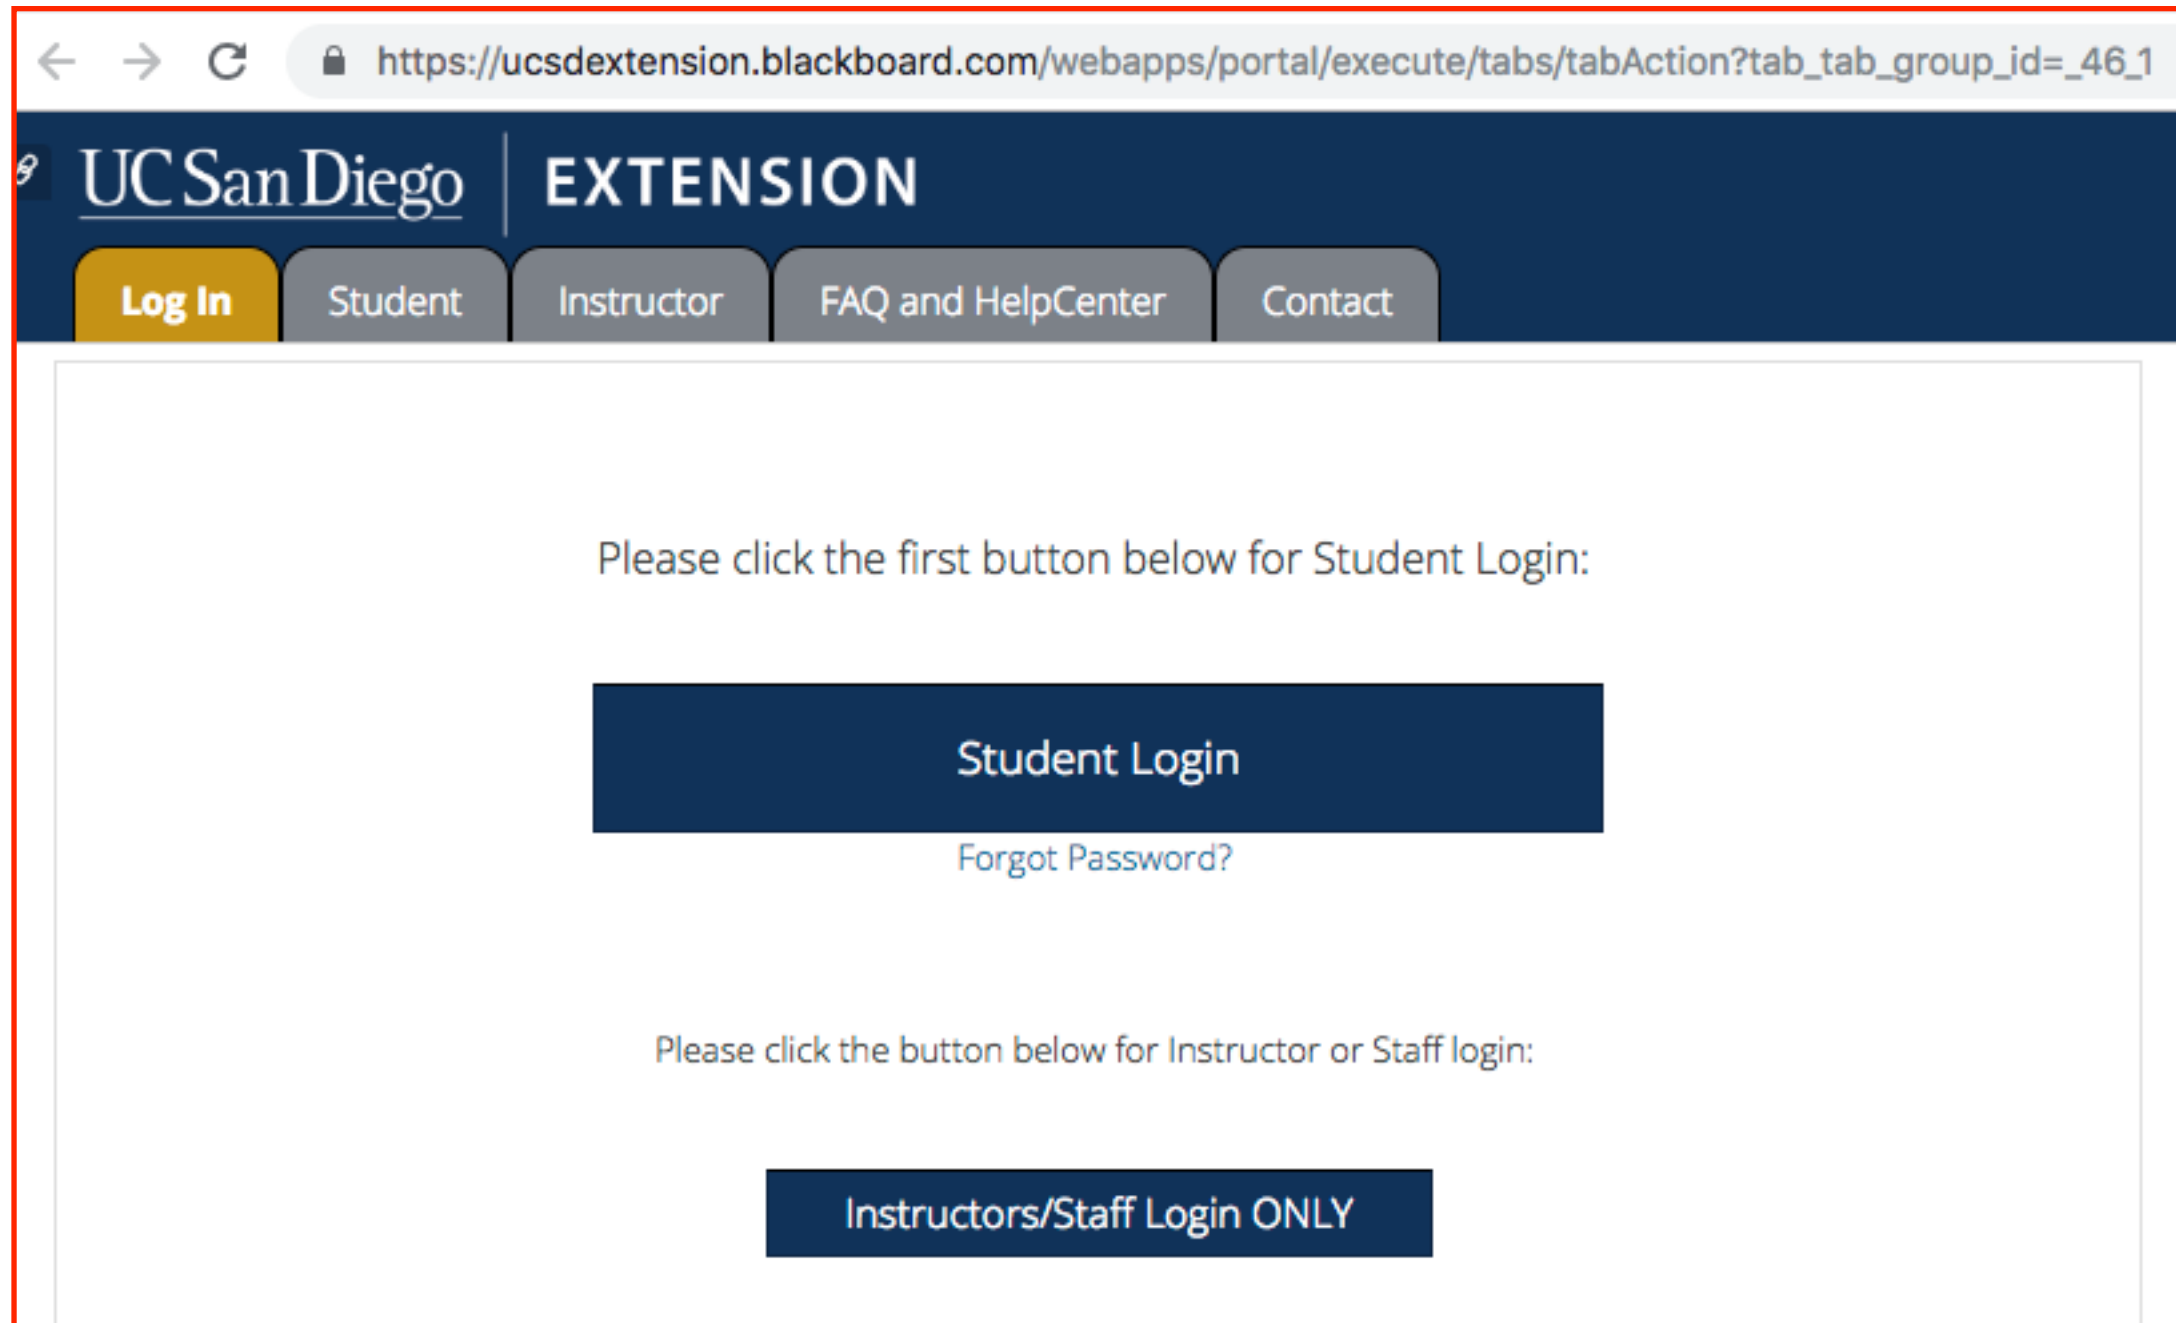 https://ucsdextension.blackboard.com/webapps/portal/execute/tabs/tabAction?tab_tab_group_id=_46_1
UC San Diego EXTENSION
Log In Student Instructor FAQ and HelpCenter Contact
Please click the first button below for Student Login:
Student Login
Forgot Password?
Please click the button below for Instructor or Staff login:
Instructors/Staff Login ONLY